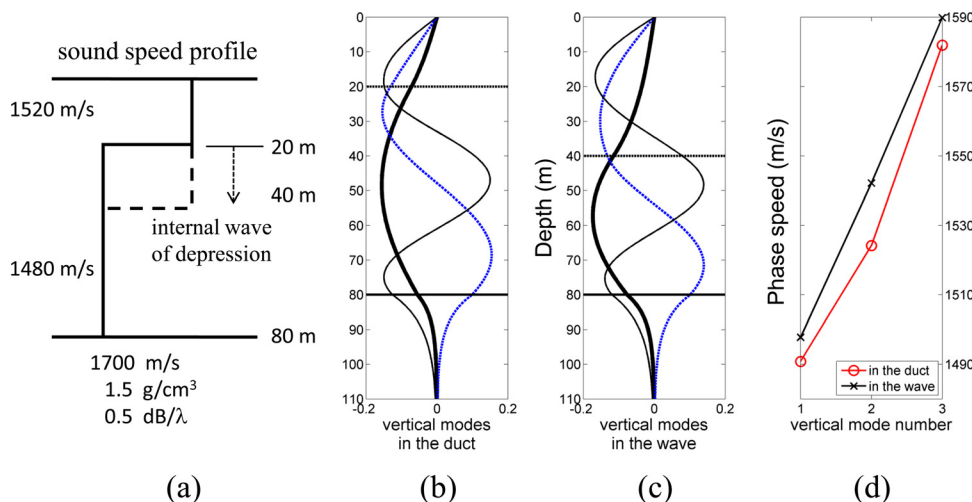 sound speed profile
1520 m/s
20 m
40 m
internal wave
of depression
1480 m/s
80 m
1700 m/s
1.5 g/cm³
0.5 dB/λ
(a)
0
10
20
30
40
50
60
70
80
90
100
110
-0.2 0 0.2
vertical modes
in the duct
(b)
Depth (m)
0
10
20
30
40
50
60
70
80
90
100
110
-0.2 0 0.2
vertical modes
in the wave
(c)
Phase speed (m/s)
1590
1570
1550
1530
1510
1490
in the duct
in the wave
1 2 3
vertical mode number
(d)